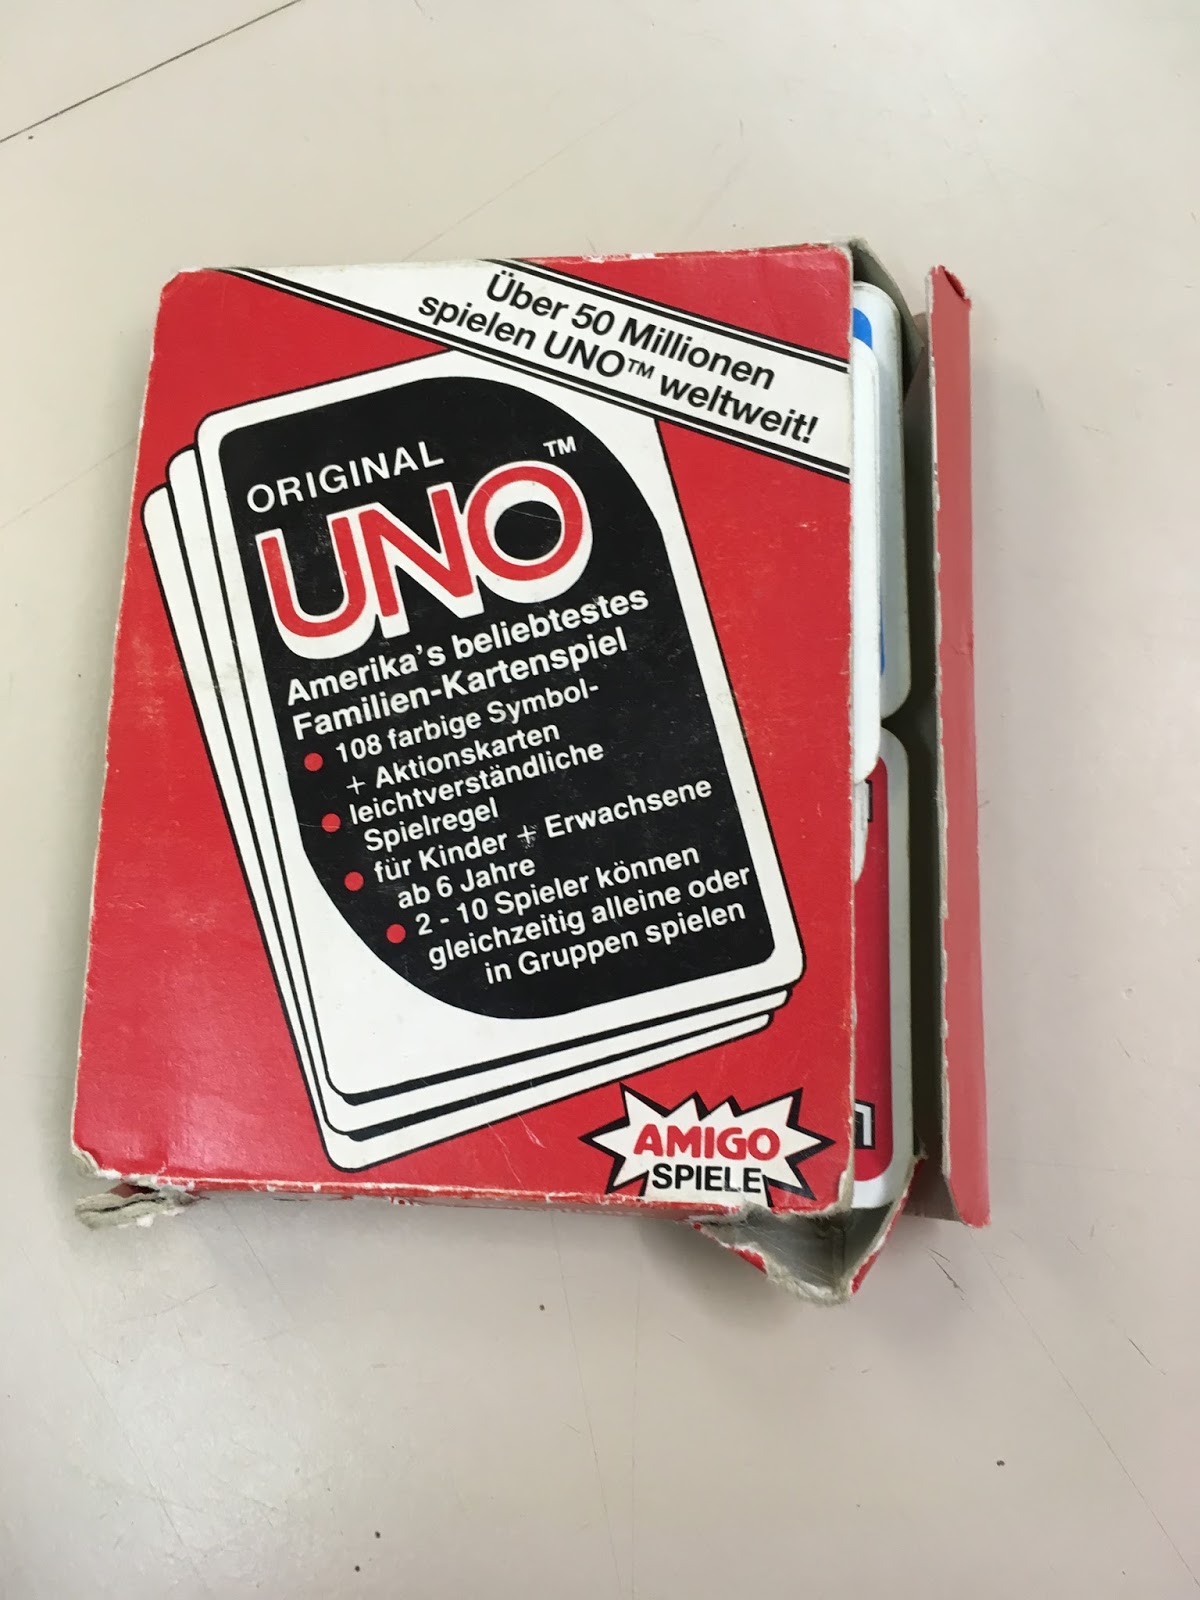 Über 50 Millionen
spielen UNO™ weltweit!
ORIGINAL
UNO™
Amerika's beliebtestes
Familien-Kartenspiel
● 108 farbige Symbol-
+ Aktionskarten
● leichtverständliche
Spielregel
● für Kinder + Erwachsene
ab 6 Jahre
● 2 - 10 Spieler können
gleichzeitig alleine oder
in Gruppen spielen
AMIGO
SPIELE